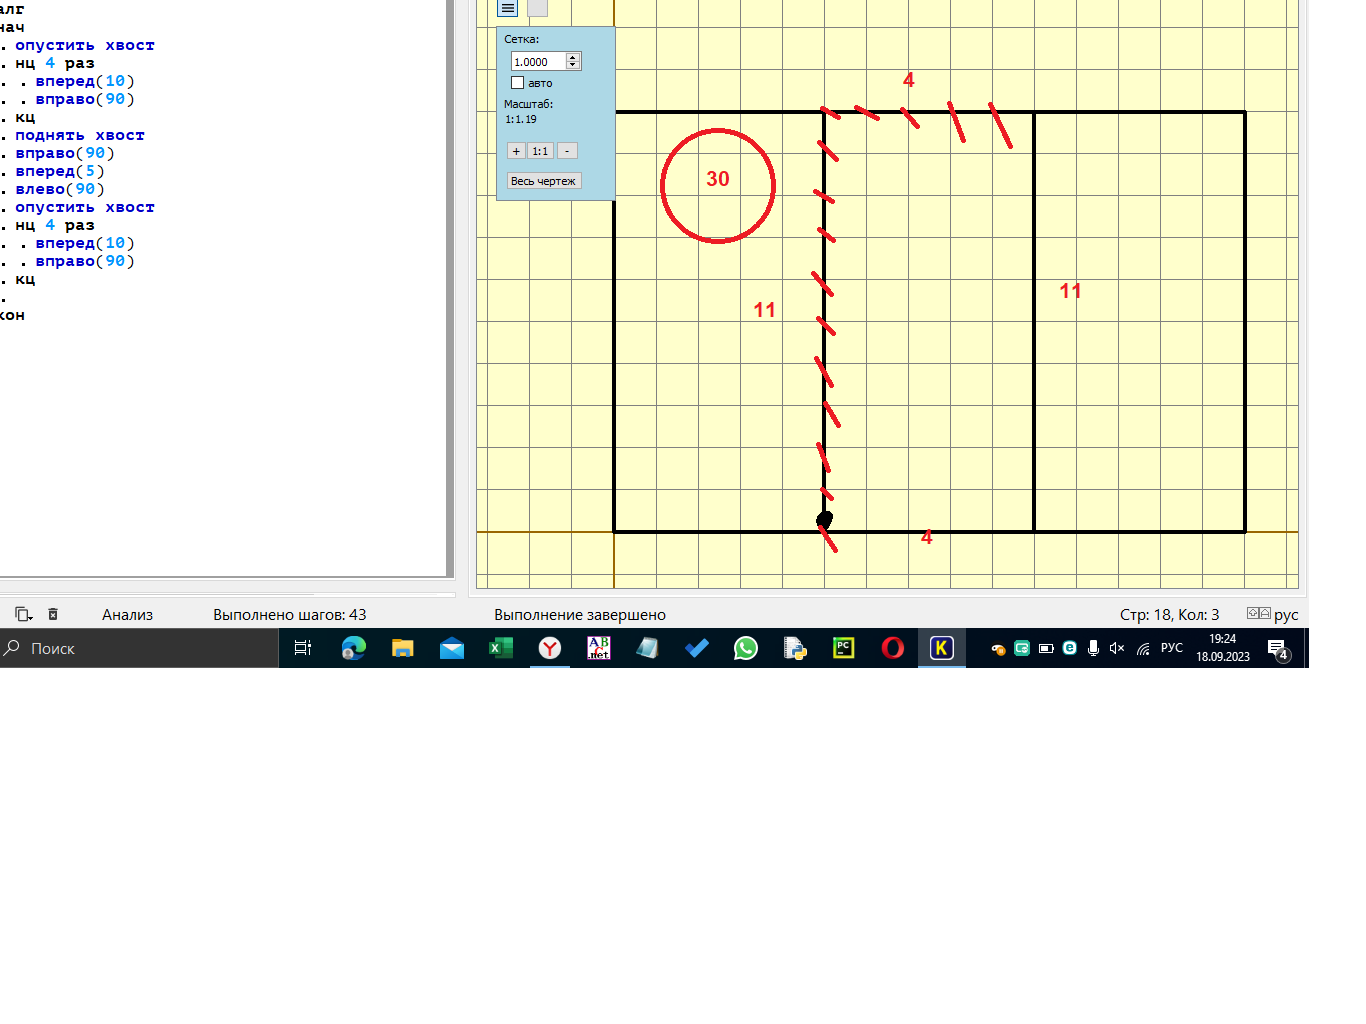 алг
нач
. опустить хвост
. нц 4 раз
. . вперед(10)
. . вправо(90)
. кц
. поднять хвост
. вправо(90)
. вперед(5)
. влево(90)
. опустить хвост
. нц 4 раз
. . вперед(10)
. . вправо(90)
. кц
.
кон
Сетка:
1.0000
авто
Масштаб:
1:1.19
+ 1:1 -
Весь чертеж
4
30
11
11
4
Анализ
Выполнено шагов: 43
Выполнение завершено
Стр: 18, Кол: 3
рус
Поиск
X
Y
A B C .net
PC
K
e
РУС
19:24
18.09.2023
4